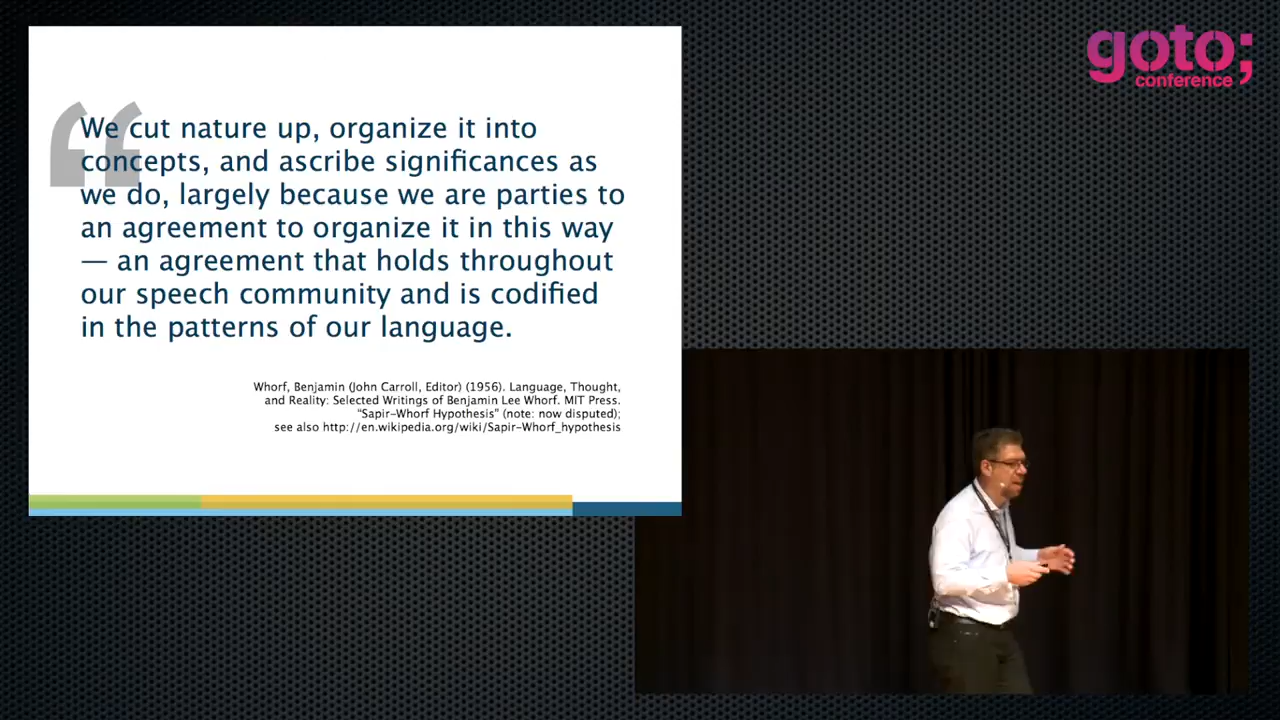 We cut nature up, organize it into
concepts, and ascribe significances as
we do, largely because we are parties to
an agreement to organize it in this way
— an agreement that holds throughout
our speech community and is codified
in the patterns of our language.
Whorf, Benjamin (John Carroll, Editor) (1956). Language, Thought,
and Reality: Selected Writings of Benjamin Lee Whorf. MIT Press.
“Sapir–Whorf Hypothesis” (note: now disputed);
see also http://en.wikipedia.org/wiki/Sapir–Whorf_hypothesis
goto;
conference